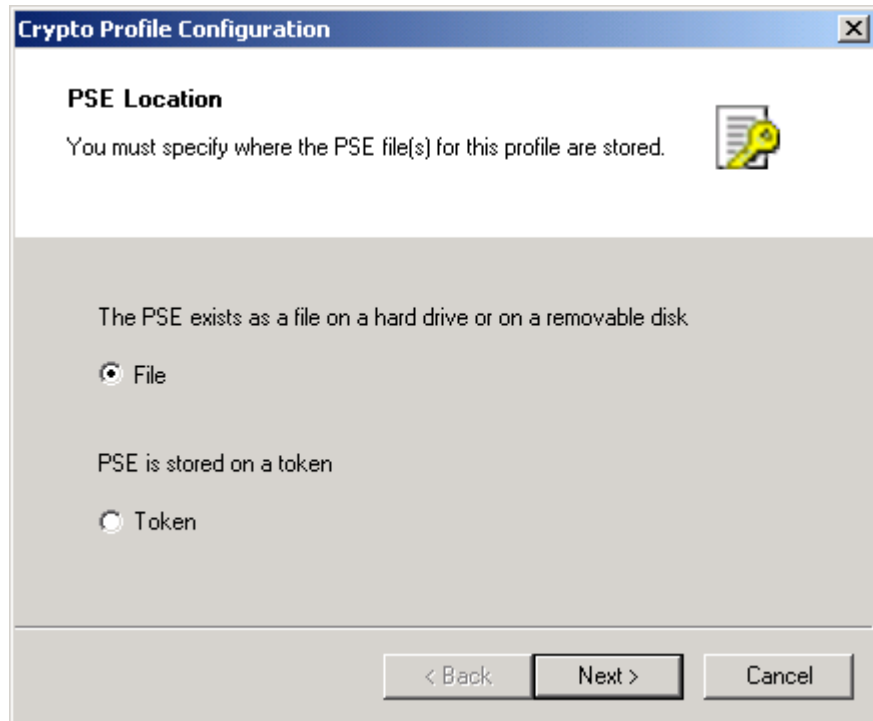 Crypto Profile Configuration
PSE Location
You must specify where the PSE file(s) for this profile are stored.
The PSE exists as a file on a hard drive or on a removable disk
File
PSE is stored on a token
Token
< Back Next > Cancel